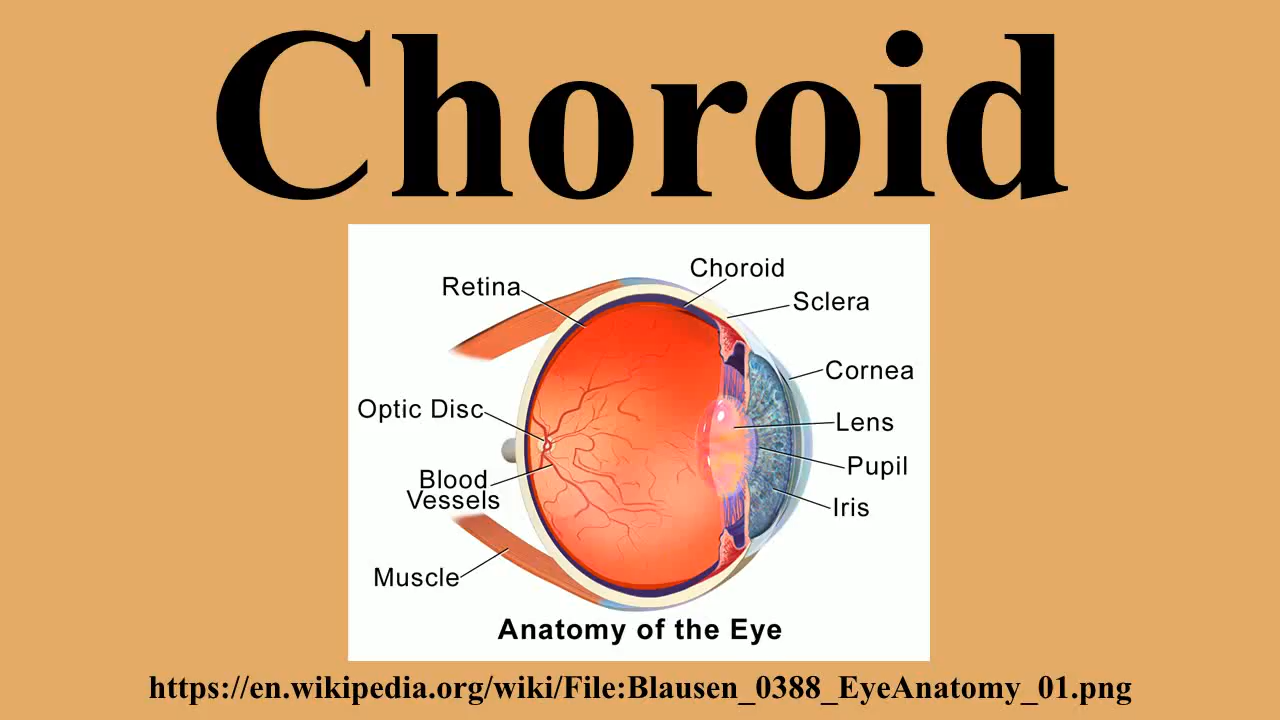 Choroid
Choroid
Retina
Sclera
Cornea
Optic Disc
Lens
Pupil
Blood
Vessels
Iris
Muscle
Anatomy of the Eye
https://en.wikipedia.org/wiki/File:Blausen_0388_EyeAnatomy_01.png